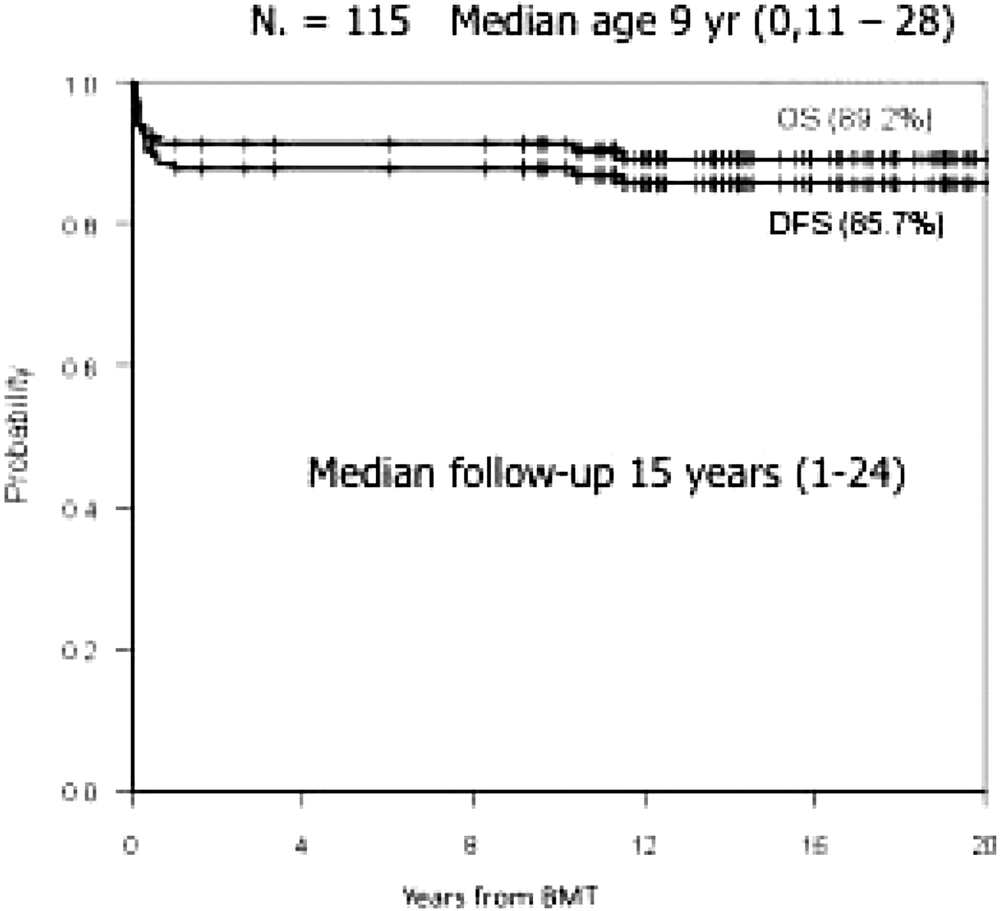 N. = 115 Median age 9 yr (0,11 – 28)
1 0
OS (89.2%)
0 8
DFS (85.7%)
0 6
Probability
Median follow-up 15 years (1-24)
0 4
0 2
0 0
0 4 8 12 16 20
Years from BMT